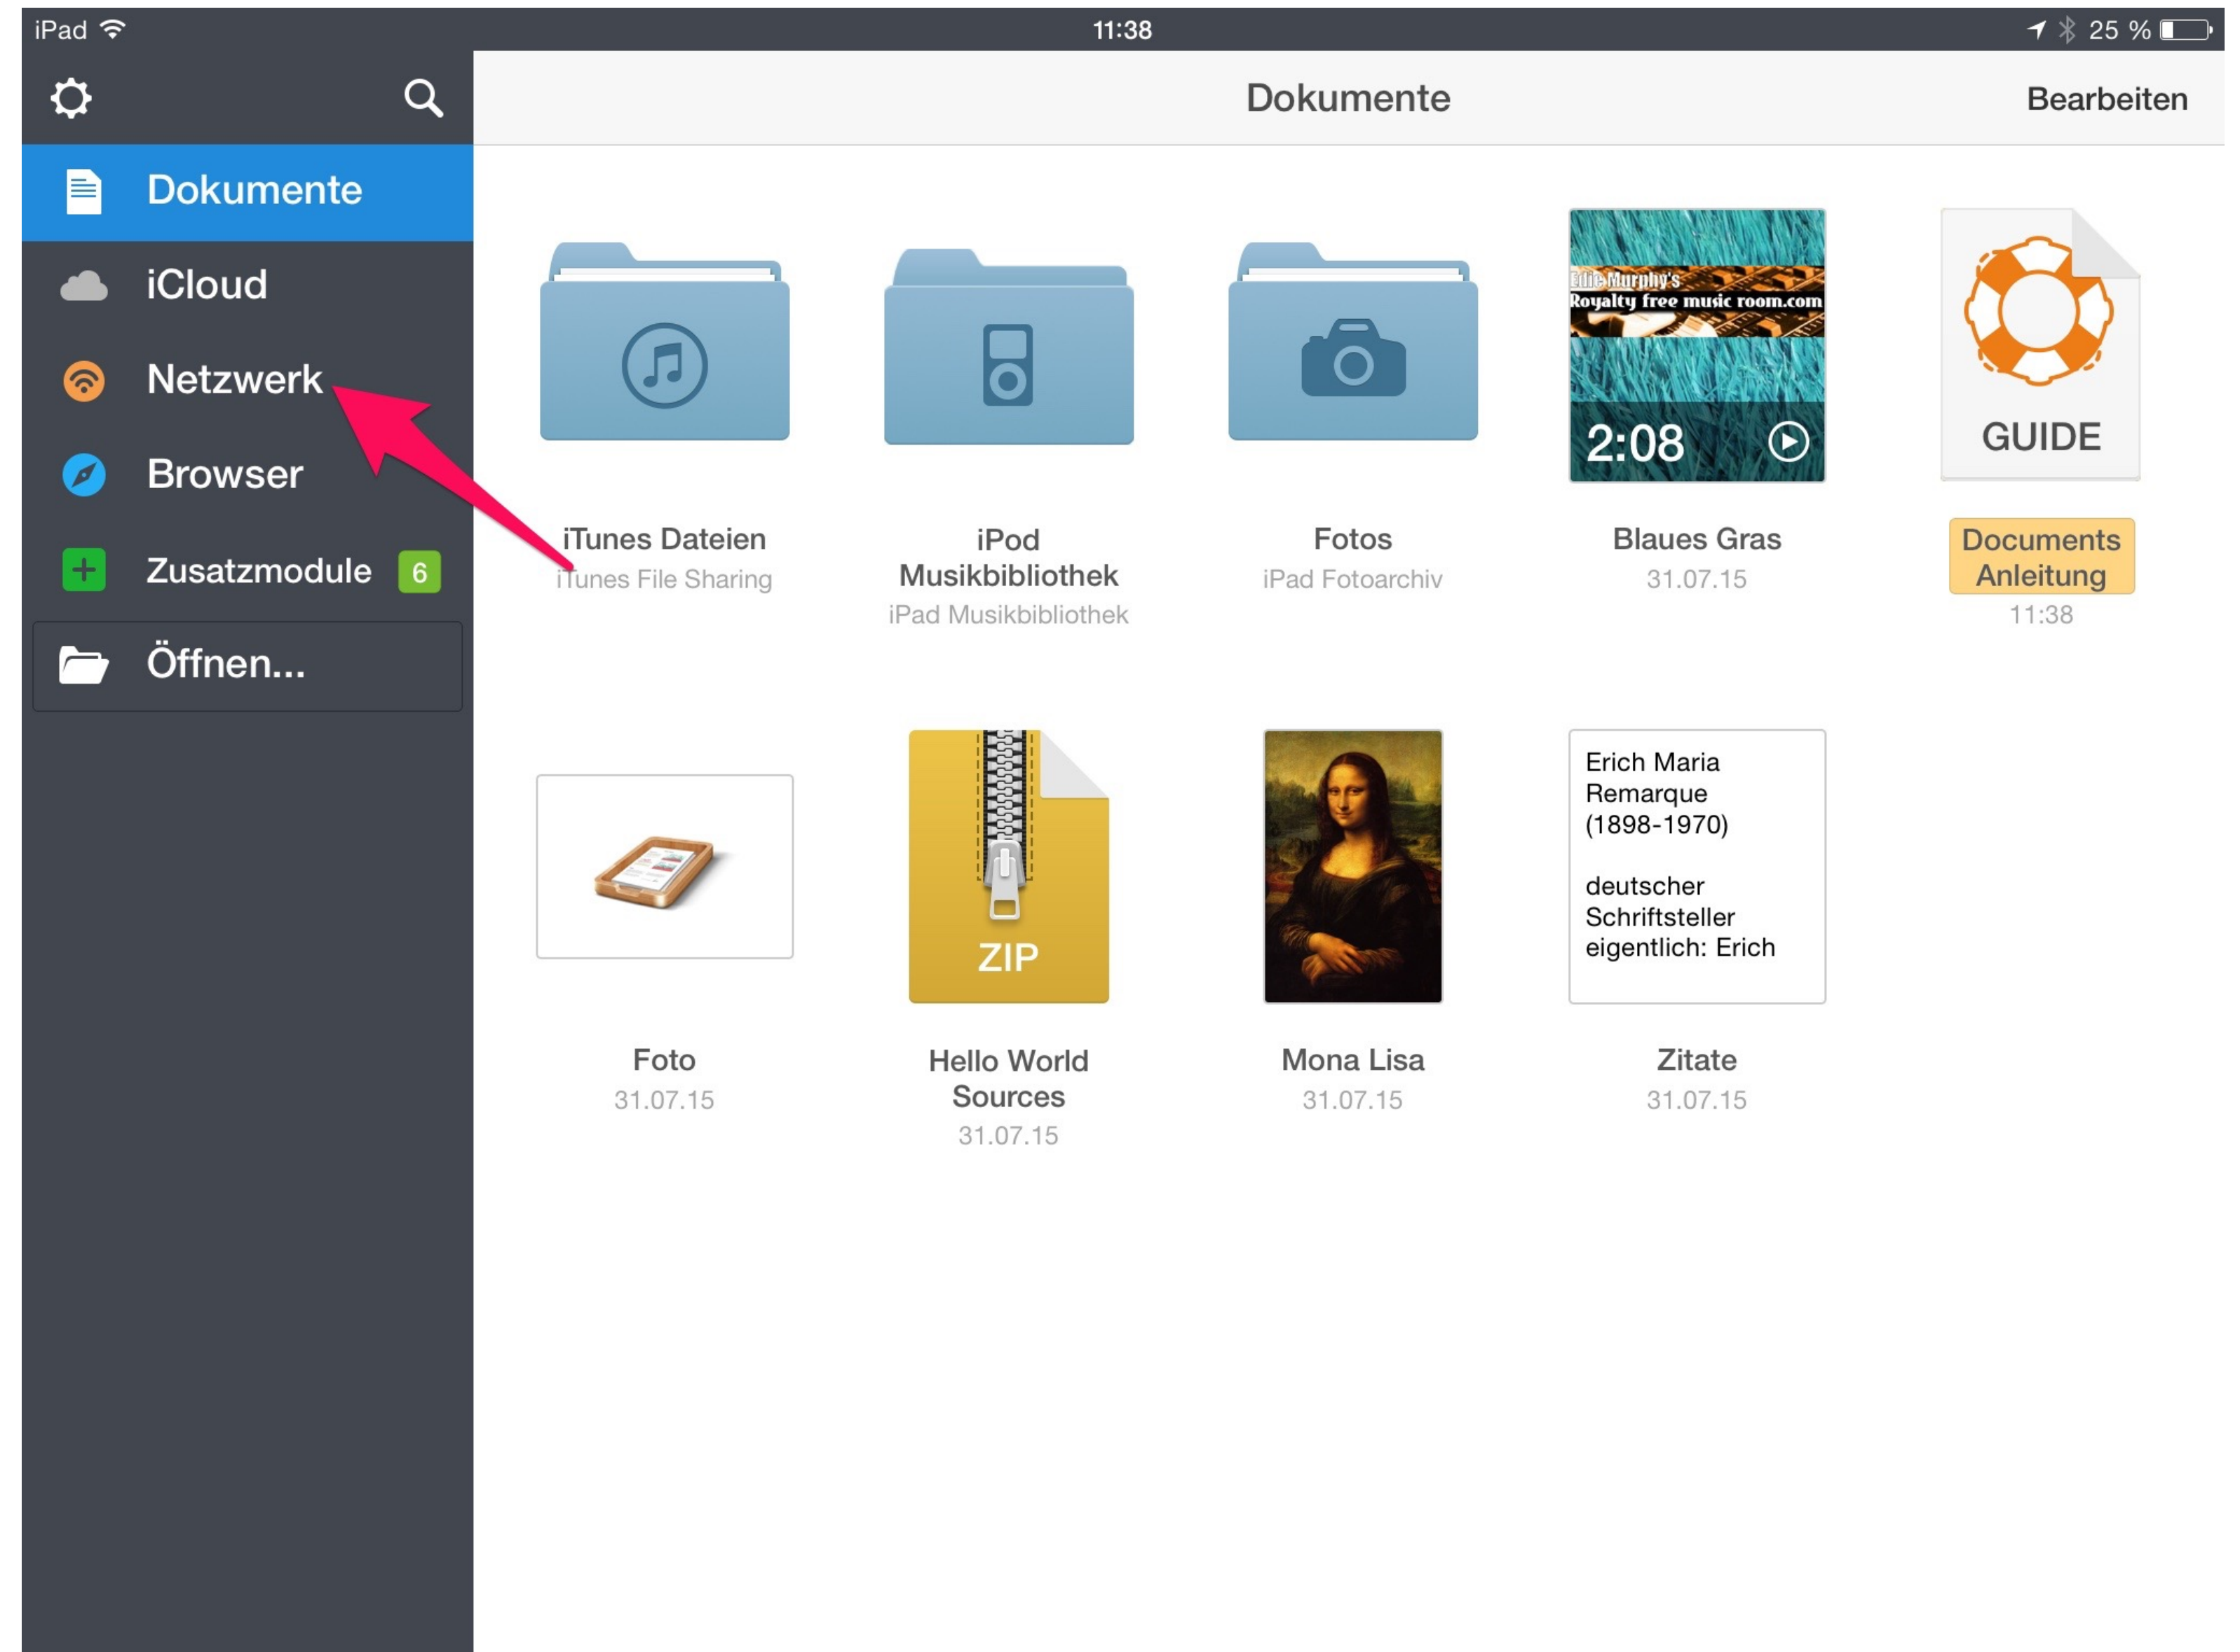 iPad
11:38
25 %
Dokumente
Bearbeiten
Dokumente
iCloud
Netzwerk
Browser
Zusatzmodule 6
Öffnen...
Edie Murphy's
Royalty free music room.com
2:08
GUIDE
iTunes Dateien
iTunes File Sharing
iPod
Musikbibliothek
iPad Musikbibliothek
Fotos
iPad Fotoarchiv
Blaues Gras
31.07.15
Documents
Anleitung
11:38
ZIP
Erich Maria
Remarque
(1898-1970)
deutscher
Schriftsteller
eigentlich: Erich
Foto
31.07.15
Hello World
Sources
31.07.15
Mona Lisa
31.07.15
Zitate
31.07.15